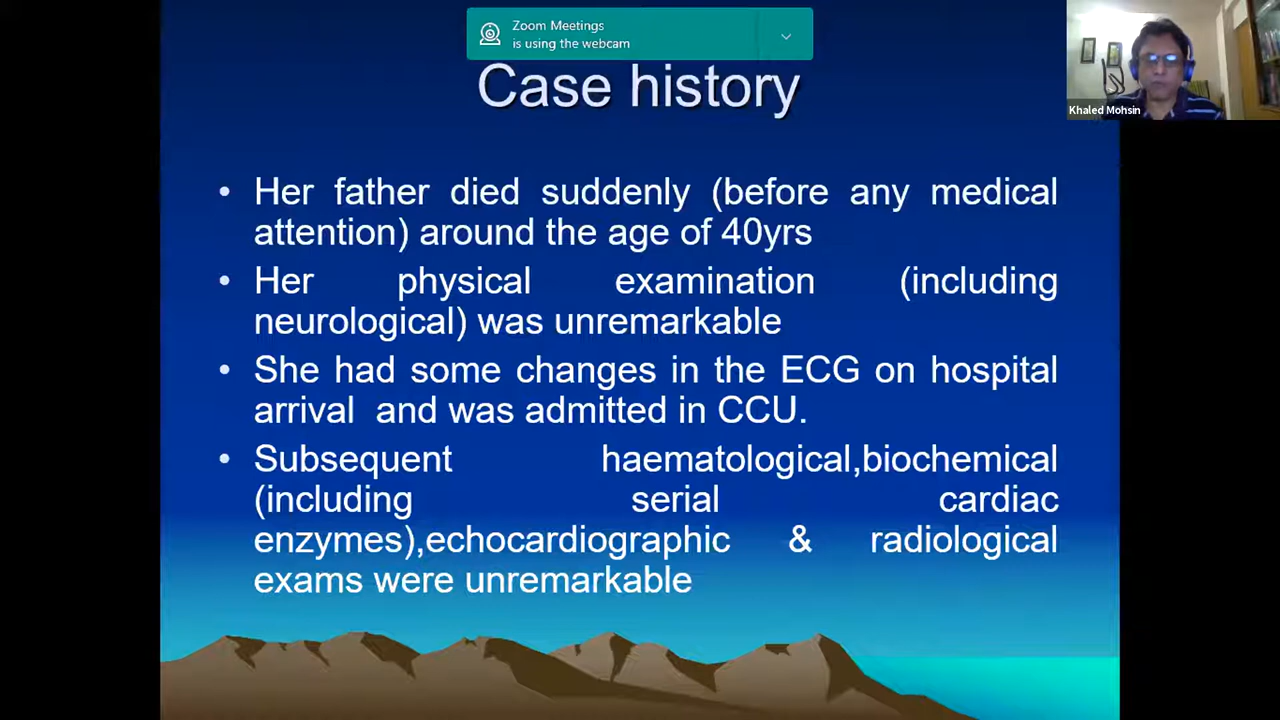 Zoom Meetings
is using the webcam
Case history
Khaled Mohsin
• Her father died suddenly (before any medical
attention) around the age of 40yrs
• Her physical examination (including
neurological) was unremarkable
• She had some changes in the ECG on hospital
arrival and was admitted in CCU.
• Subsequent haematological,biochemical
(including serial cardiac
enzymes),echocardiographic & radiological
exams were unremarkable